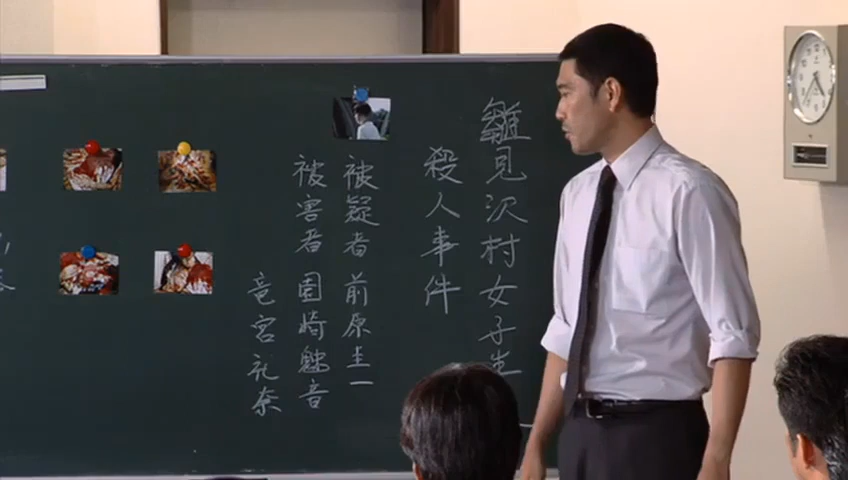 雛見沢村女子生
殺人事件
被疑者 前原圭一
被害者 園崎魅音
竜宮礼奈